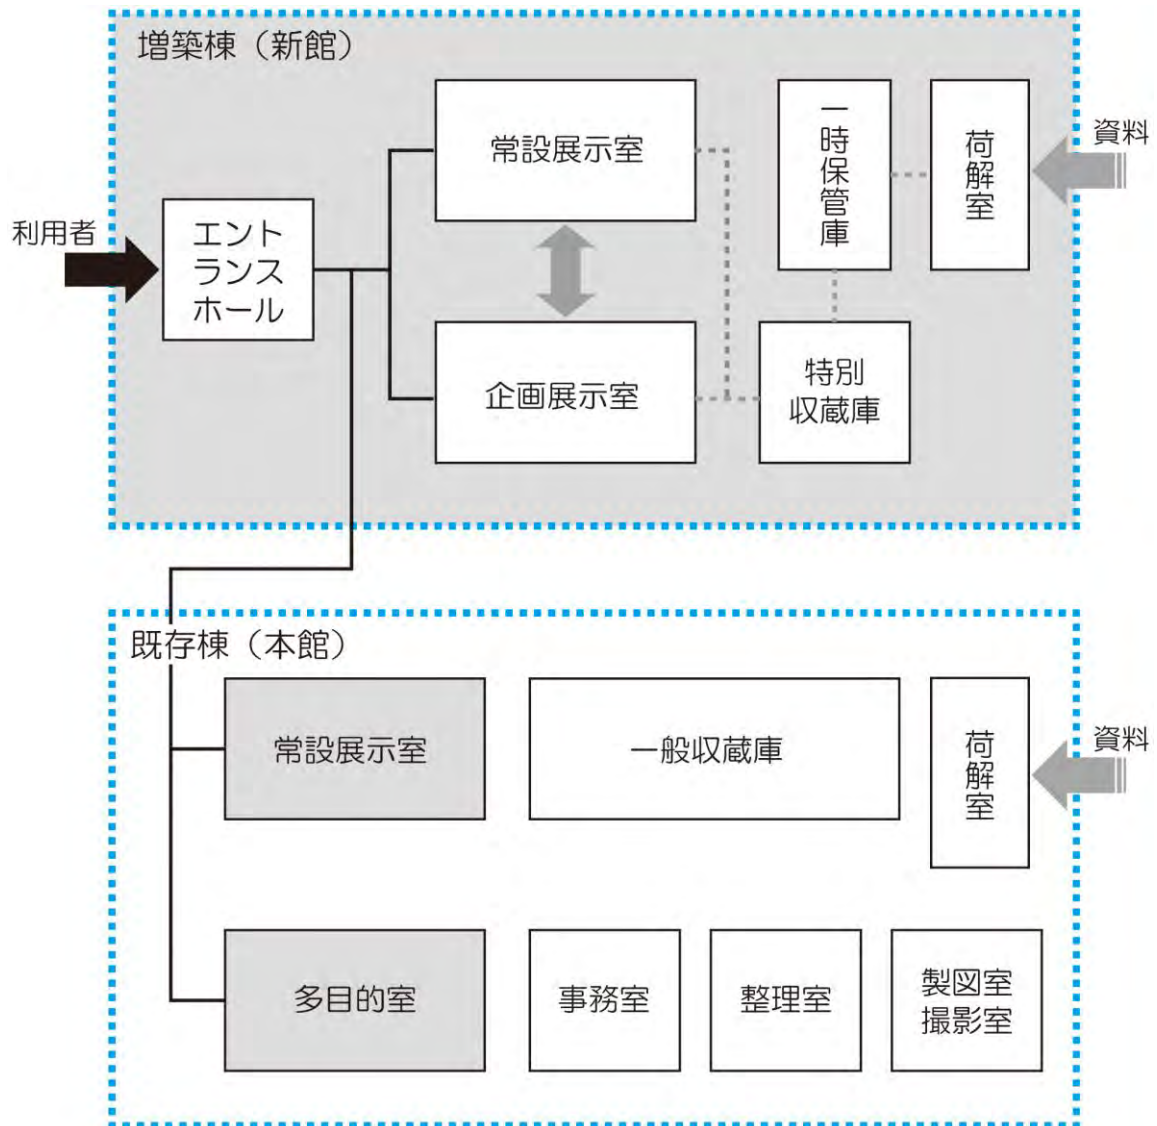 増築棟（新館）
常設展示室
一時保管庫
荷解室
資料
利用者
エント
ランス
ホール
企画展示室
特別
収蔵庫
既存棟（本館）
常設展示室
一般収蔵庫
荷解室
資料
多目的室
事務室
整理室
製図室
撮影室